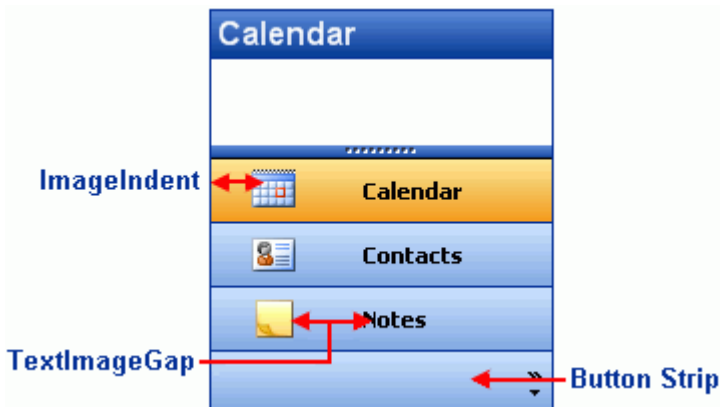 Calendar
ImageIndent
Calendar
Contacts
Notes
TextImageGap
Button Strip